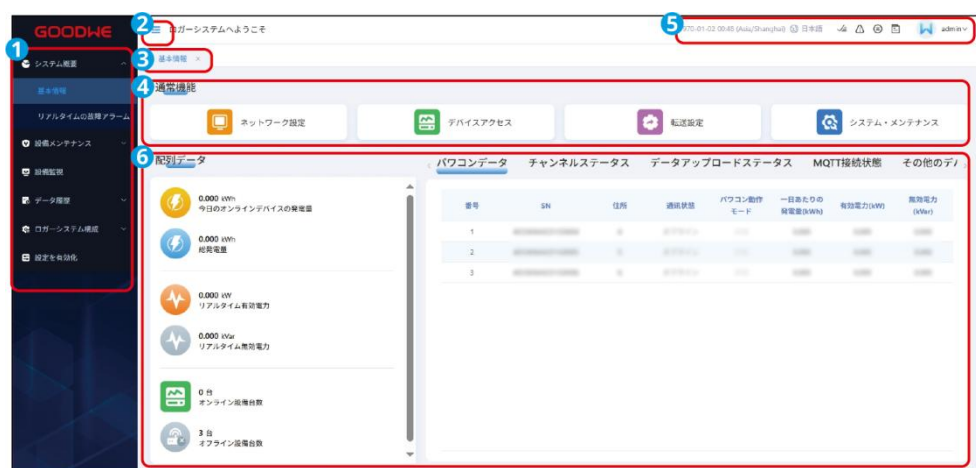 GOODWE
1
システム概要
基本情報
リアルタイムの故障アラーム
設備メンテナンス
設備監視
データ履歴
ロガーシステム構成
設定を有効化
2
ロガーシステムへようこそ
5
970-01-02 00:45 (Asia/Shanghai) 日本語
admin
3
基本情報 ×
4
通常機能
ネットワーク設定
デバイスアクセス
転送設定
システム・メンテナンス
6
配列データ
0.000 kWh
今日のオンラインデバイスの発電量
0.000 kWh
総発電量
0.000 kW
リアルタイム有効電力
0.000 kVar
リアルタイム無効電力
0 台
オンライン設備台数
3 台
オフライン設備台数
パワコンデータ チャンネルステータス データアップロードステータス MQTT接続状態 その他のデ
番号 SN 住所 通訊状態 パワコン動作モード 一日あたりの発電量(kWh) 有効電力(kW) 無効電力(kVar)
1
2
3